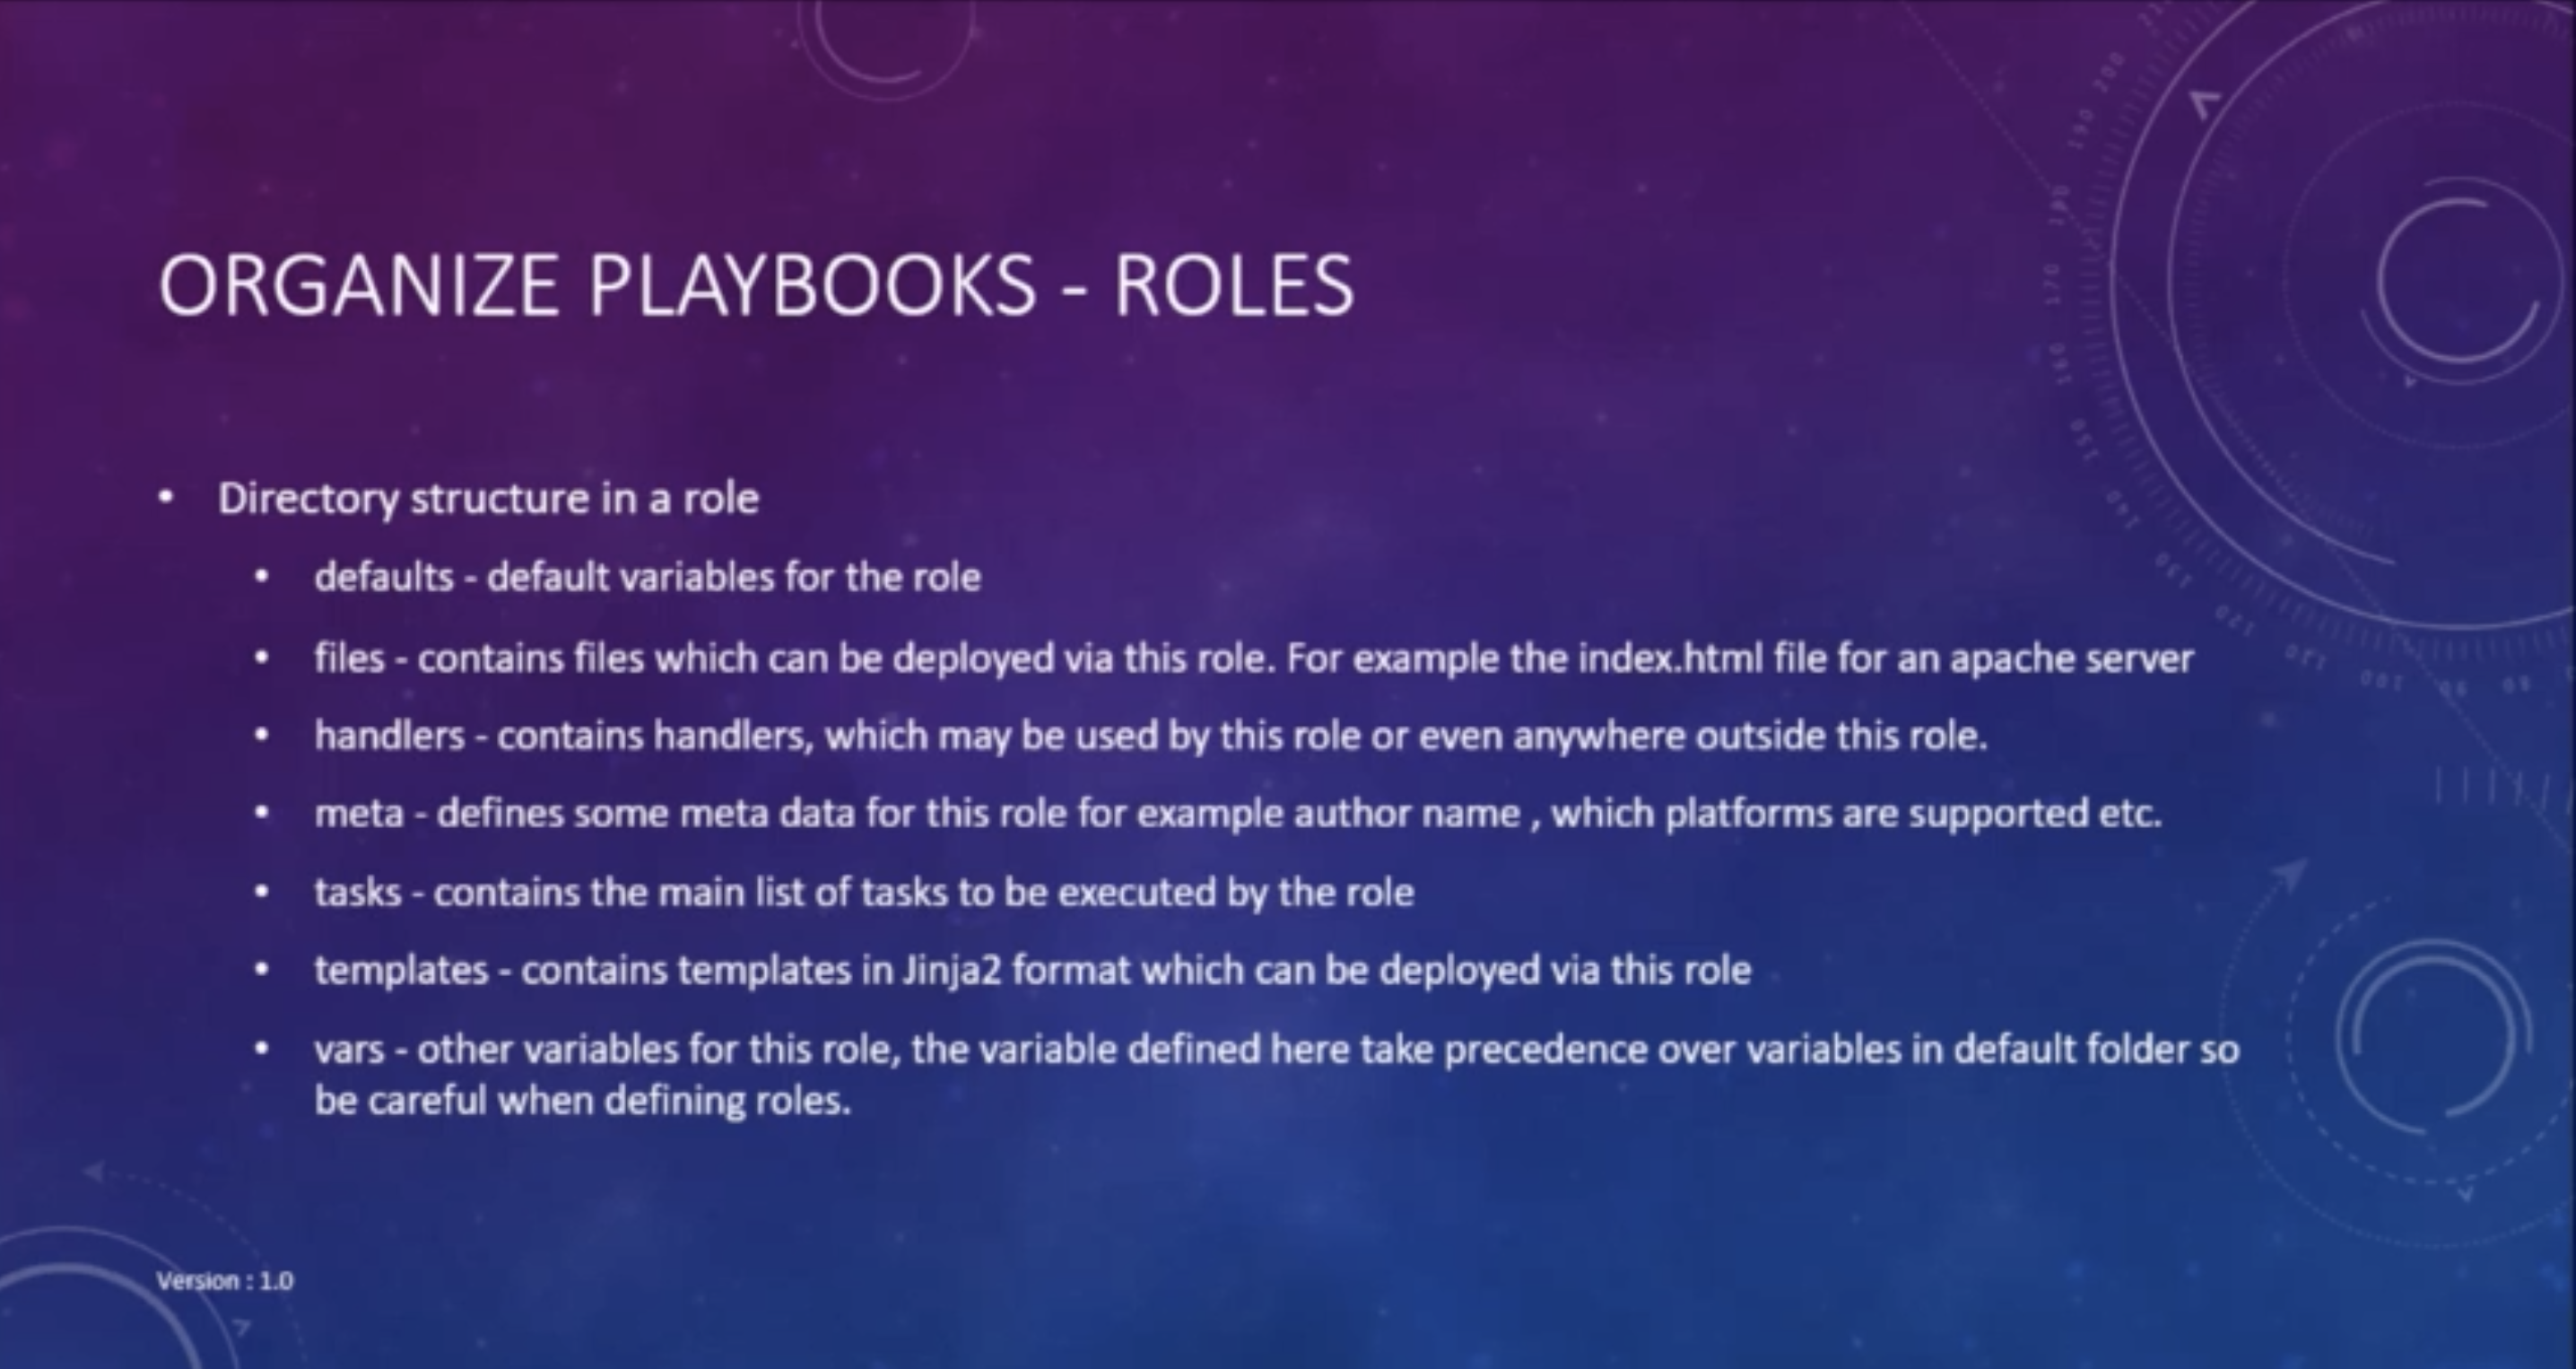 ORGANIZE PLAYBOOKS - ROLES
• Directory structure in a role
• defaults - default variables for the role
• files - contains files which can be deployed via this role. For example the index.html file for an apache server
• handlers - contains handlers, which may be used by this role or even anywhere outside this role.
• meta - defines some meta data for this role for example author name , which platforms are supported etc.
• tasks - contains the main list of tasks to be executed by the role
• templates - contains templates in Jinja2 format which can be deployed via this role
• vars - other variables for this role, the variable defined here take precedence over variables in default folder so
be careful when defining roles.
Version : 1.0